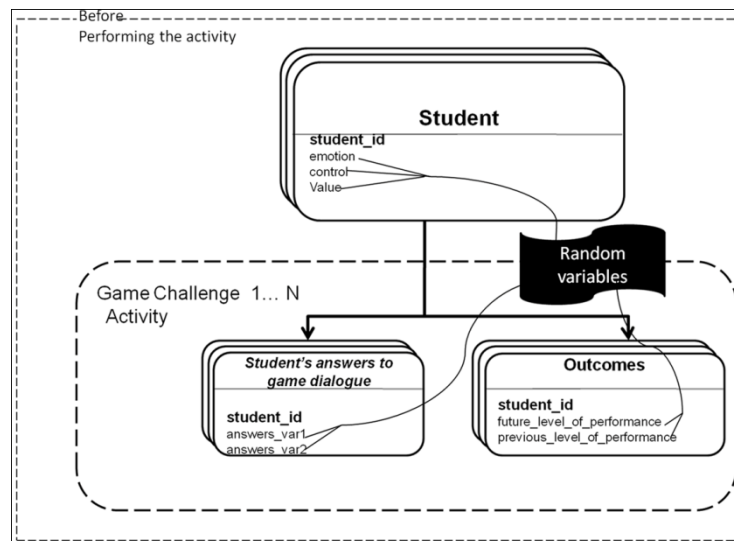 Before
Performing the activity
Student
student_id
emotion
control
Value
Random
variables
Game Challenge 1... N
Activity
Student's answers to
game dialogue
student_id
answers_var1
answers_var2
Outcomes
student_id
future_level_of_performance
previous_level_of_performance